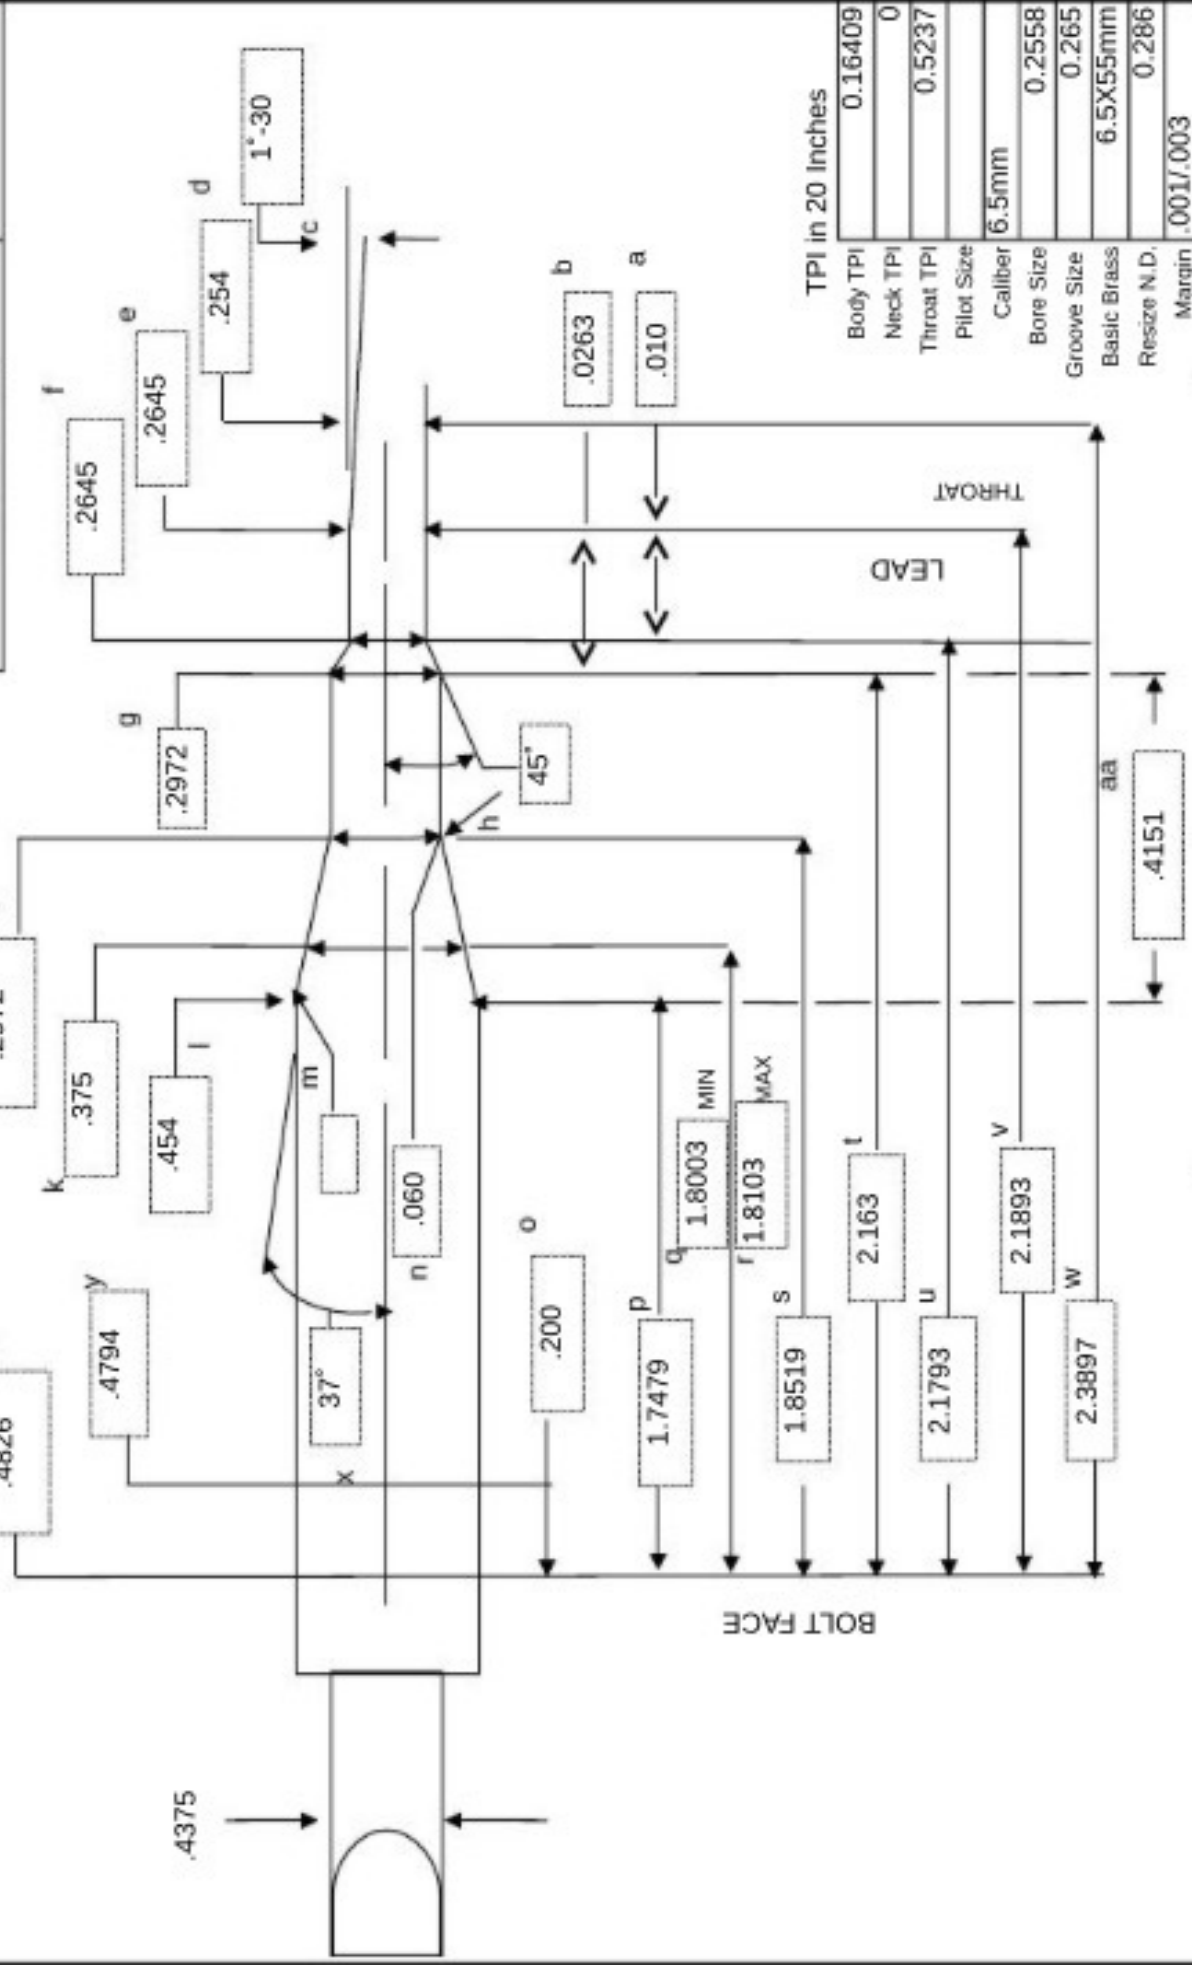 1°-30
c
d
.254
e
.2645
f
.2645
b
.0263
a
.010
THROAT
LEAD
g
.2972
45°
h
aa
.4151
k
.375
l
.454
m
n
.060
y
.4794
37°
x
o
.200
p
1.7479
q
1.8003
MIN
r
1.8103
MAX
s
1.8519
t
2.163
u
2.1793
v
2.1893
w
2.3897
BOLT FACE
.4375
TPI in 20 Inches
Body TPI 0.16409
Neck TPI 0
Throat TPI 0.5237
Pilot Size
Caliber 6.5mm
Bore Size 0.2558
Groove Size 0.265
Basic Brass 6.5X55mm
Resize N.D. 0.286
Margin .001/.003